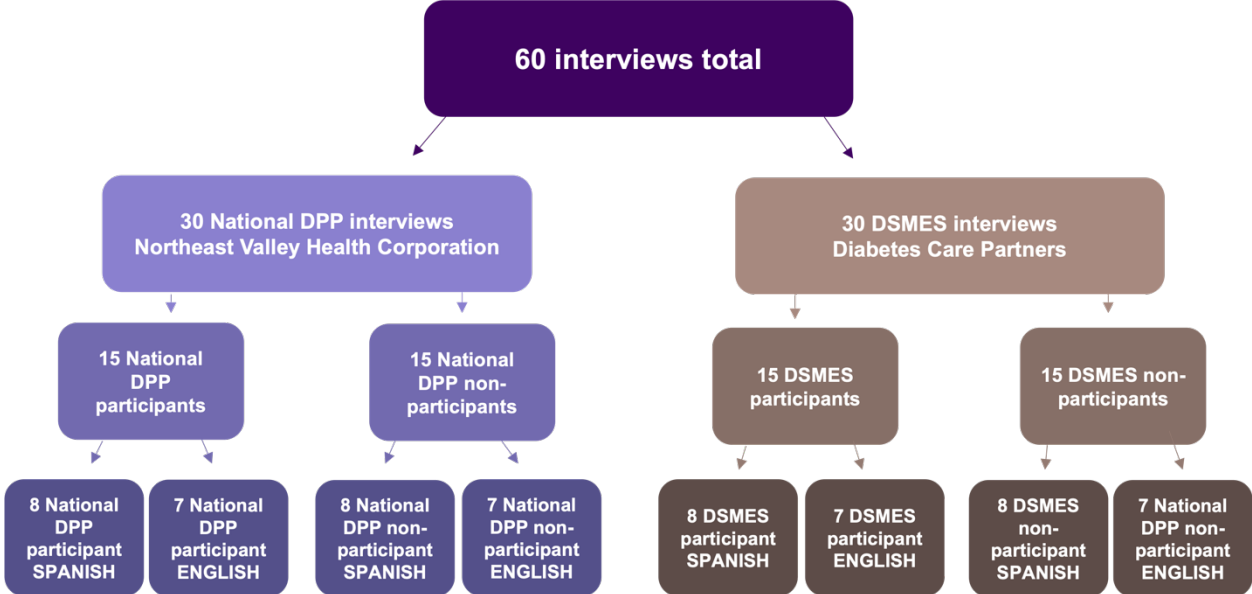 60 interviews total
30 National DPP interviews
Northeast Valley Health Corporation
30 DSMES interviews
Diabetes Care Partners
15 National
DPP
participants
15 National
DPP non-
participants
15 DSMES
participants
15 DSMES non-
participants
8 National
DPP
participant
SPANISH
7 National
DPP
participant
ENGLISH
8 National
DPP non-
participant
SPANISH
7 National
DPP non-
participant
ENGLISH
8 DSMES
participant
SPANISH
7 DSMES
participant
ENGLISH
8 DSMES
non-
participant
SPANISH
7 National
DPP non-
participant
ENGLISH